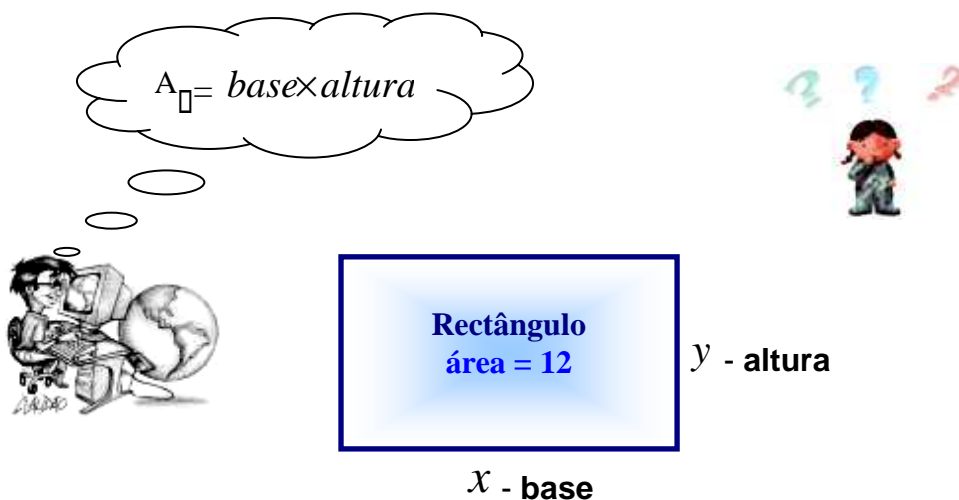 A▯= base×altura
? ? ?
Rectângulo
área = 12
y - altura
x - base